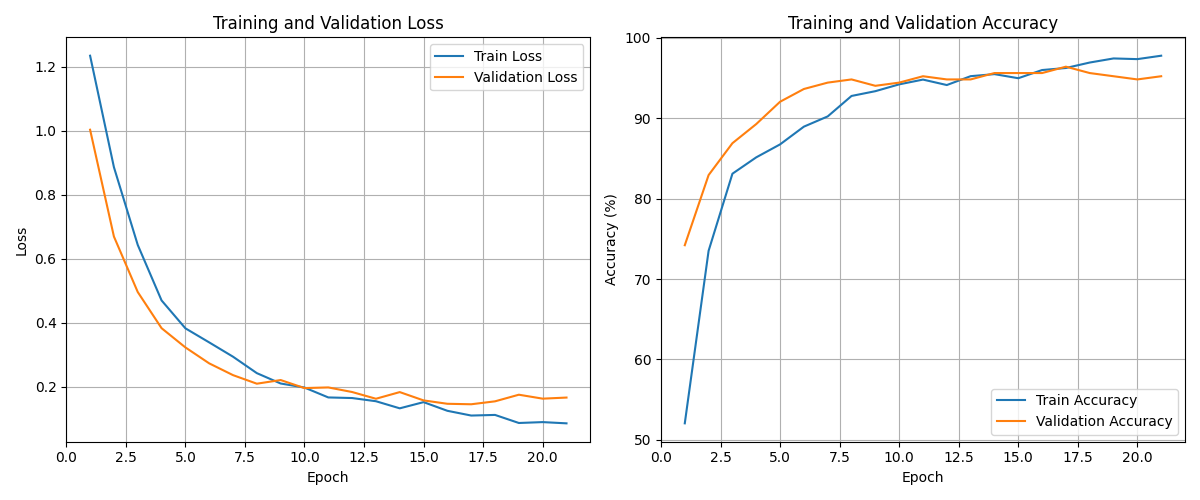 Training and Validation Loss
Train Loss
Validation Loss
Loss
1.2
1.0
0.8
0.6
0.4
0.2
0.0 2.5 5.0 7.5 10.0 12.5 15.0 17.5 20.0
Epoch
Training and Validation Accuracy
Accuracy (%)
100
90
80
70
60
50
Train Accuracy
Validation Accuracy
0.0 2.5 5.0 7.5 10.0 12.5 15.0 17.5 20.0
Epoch